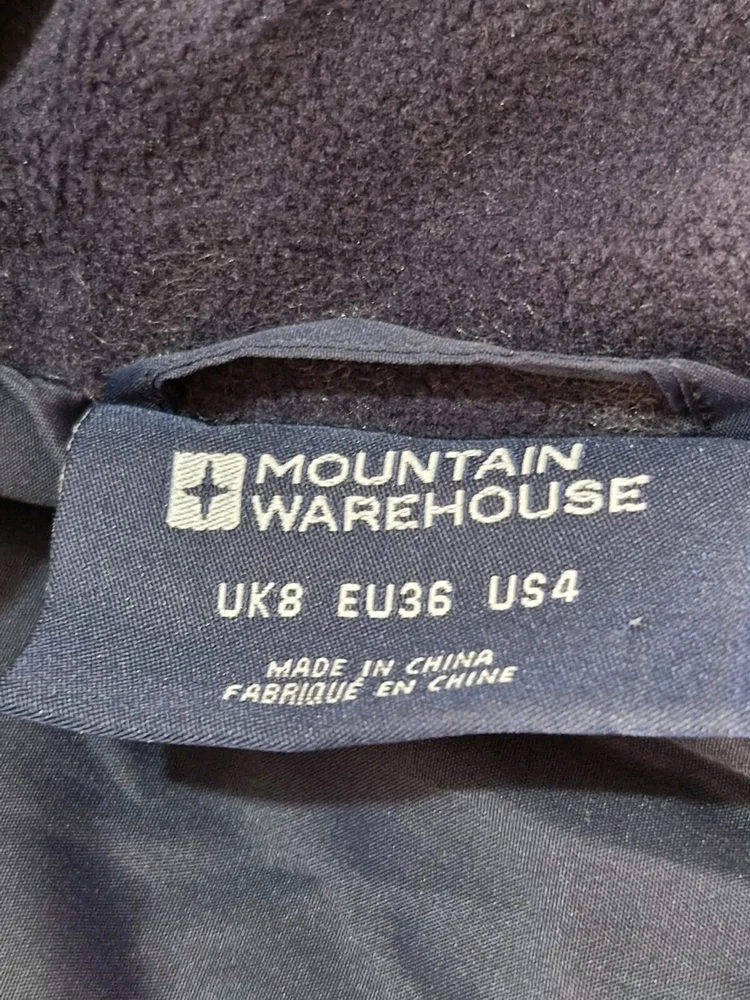 MOUNTAIN
WAREHOUSE
UK8 EU36 US4
MADE IN CHINA
FABRIQUÉ EN CHINE